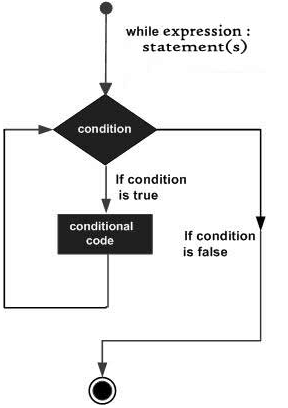 while expression :
statement(s)
condition
If condition
is true
conditional
code
If condition
is false